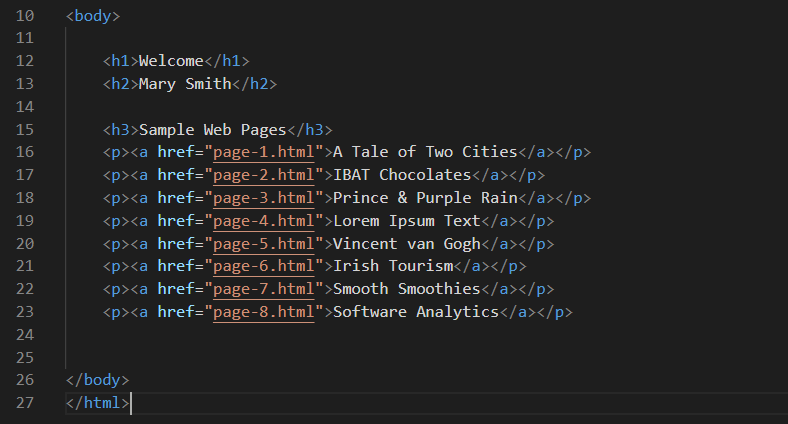 10 <body>
11
12 <h1>Welcome</h1>
13 <h2>Mary Smith</h2>
14
15 <h3>Sample Web Pages</h3>
16 <p><a href="page-1.html">A Tale of Two Cities</a></p>
17 <p><a href="page-2.html">IBAT Chocolates</a></p>
18 <p><a href="page-3.html">Prince & Purple Rain</a></p>
19 <p><a href="page-4.html">Lorem Ipsum Text</a></p>
20 <p><a href="page-5.html">Vincent van Gogh</a></p>
21 <p><a href="page-6.html">Irish Tourism</a></p>
22 <p><a href="page-7.html">Smooth Smoothies</a></p>
23 <p><a href="page-8.html">Software Analytics</a></p>
24
25
26 </body>
27 </html>